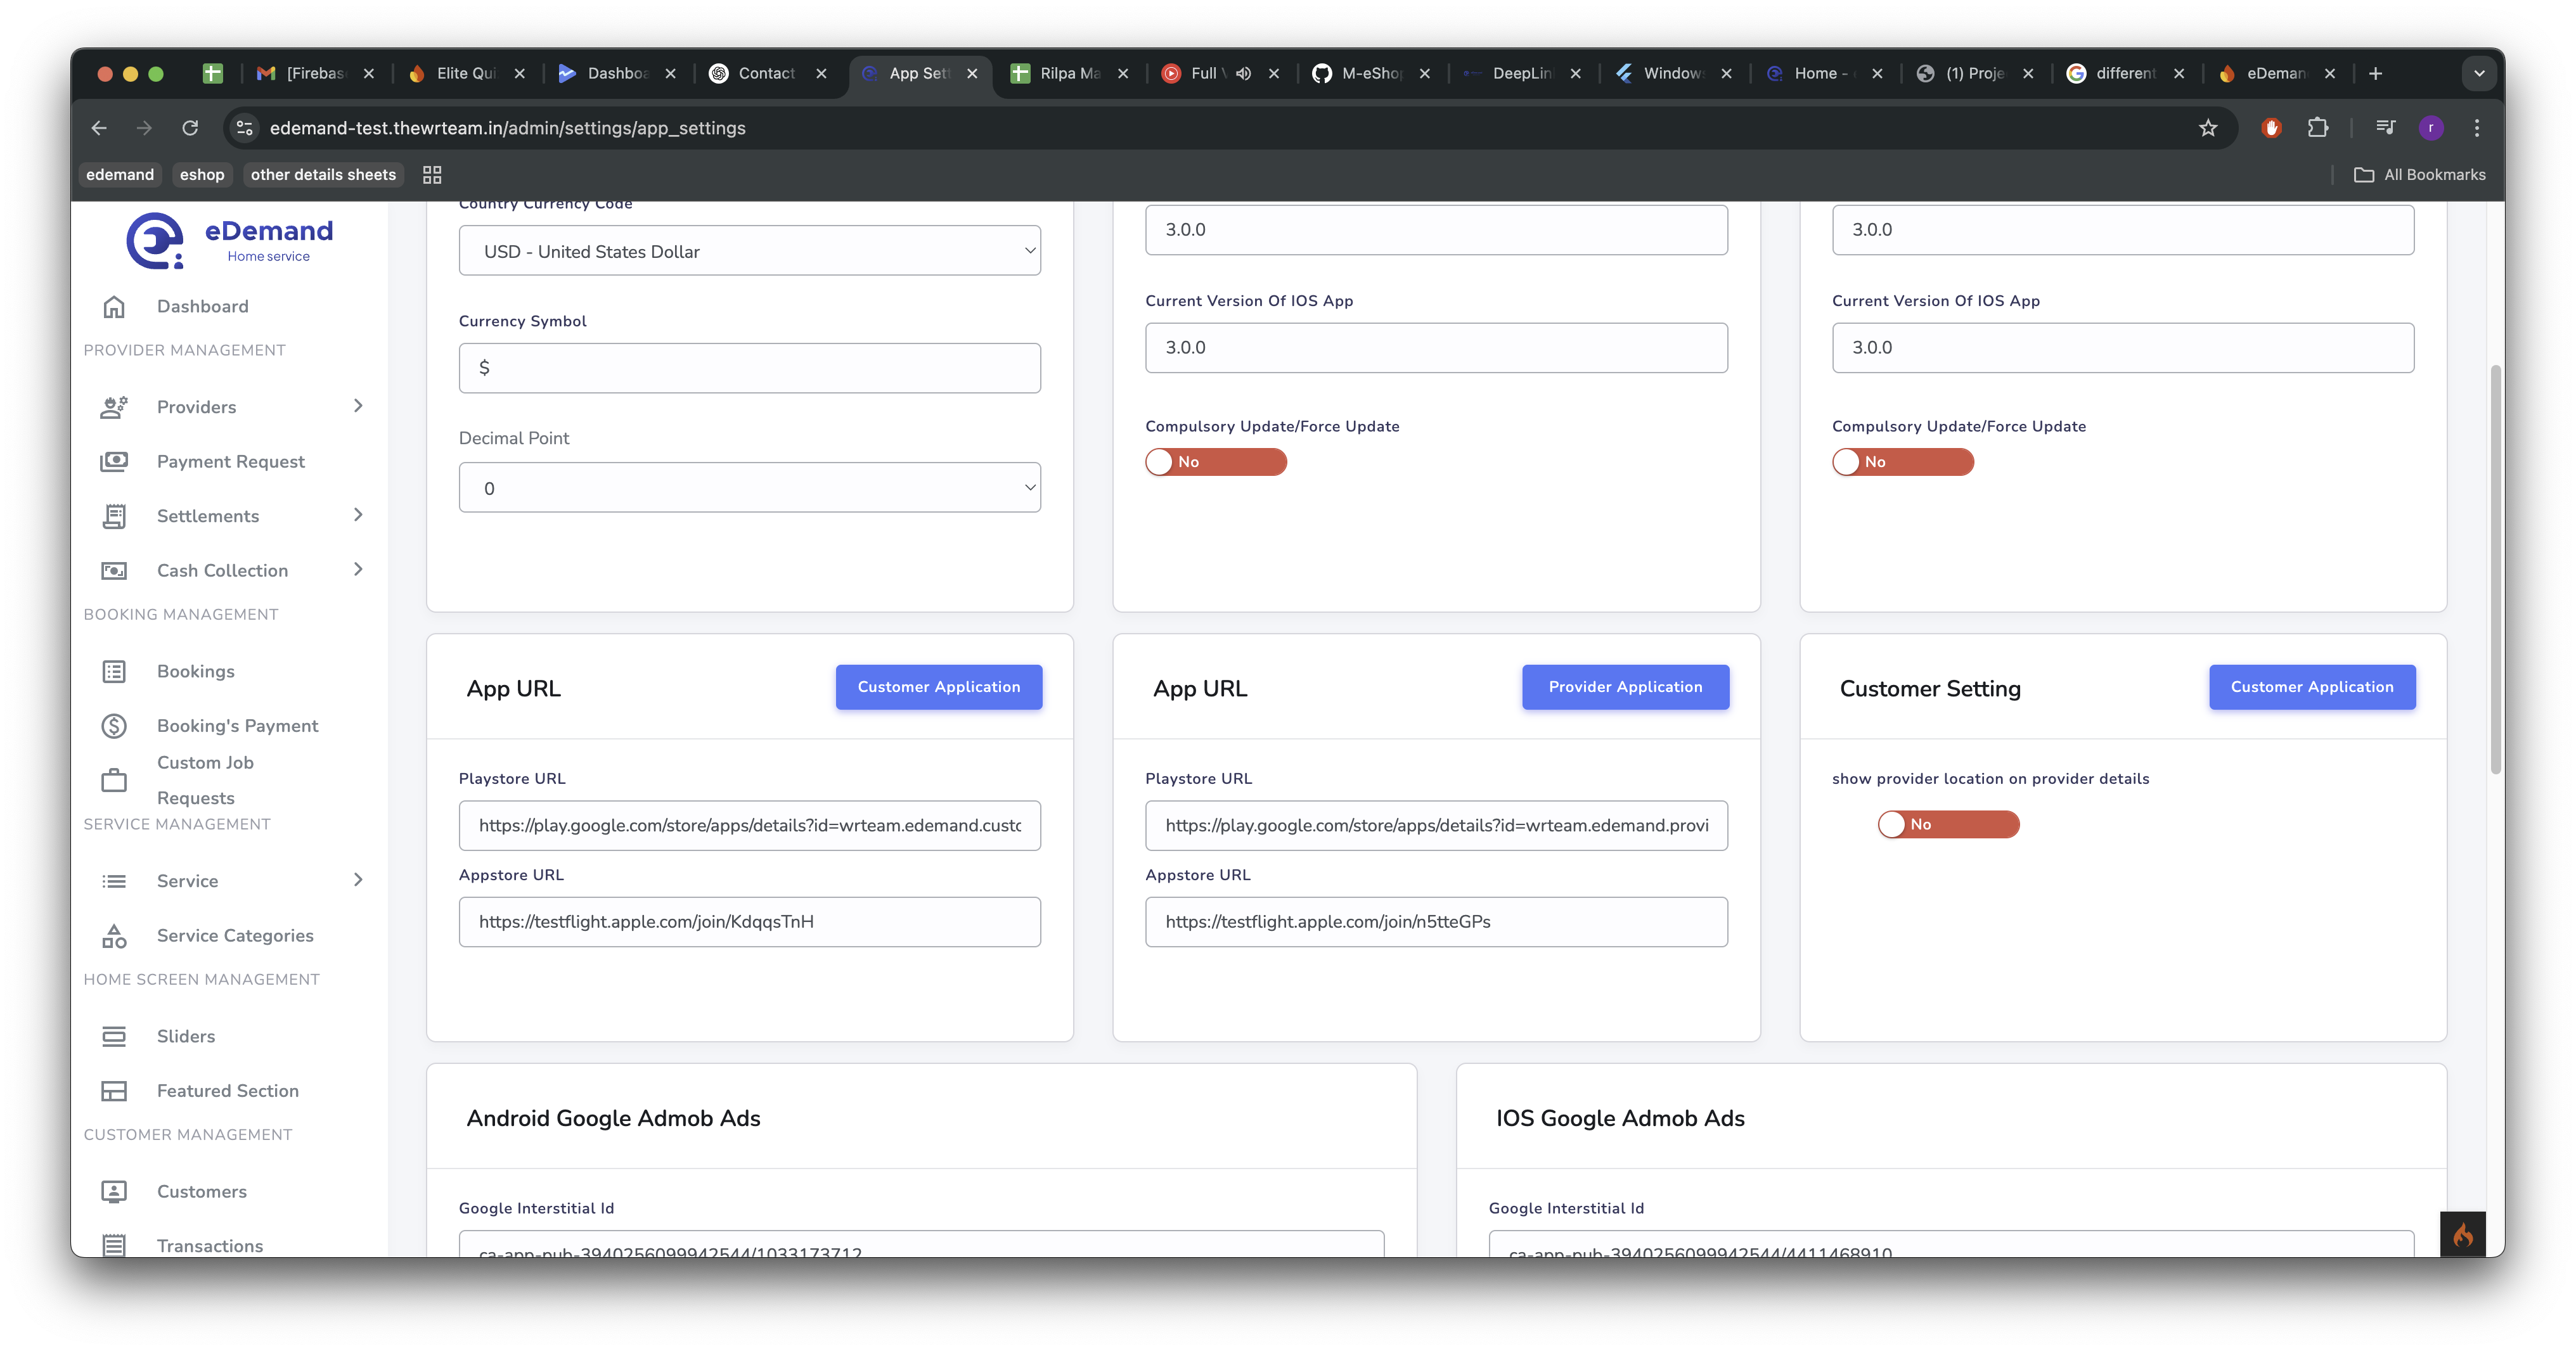 [Firebas
Elite Qui
Dashboa
Contact
App Sett
Rilpa Ma
Full
M-eShop
DeepLin
Window
Home -
(1) Proje
different
eDeman
edemand-test.thewrteam.in/admin/settings/app_settings
r
edemand
eshop
other details sheets
All Bookmarks
eDemand
Home service
Dashboard
PROVIDER MANAGEMENT
Providers
Payment Request
Settlements
Cash Collection
BOOKING MANAGEMENT
Bookings
Booking's Payment
Custom Job
Requests
SERVICE MANAGEMENT
Service
Service Categories
HOME SCREEN MANAGEMENT
Sliders
Featured Section
CUSTOMER MANAGEMENT
Customers
Transactions
Country Currency Code
USD - United States Dollar
Currency Symbol
$
Decimal Point
0
3.0.0
Current Version Of IOS App
3.0.0
Compulsory Update/Force Update
No
3.0.0
Current Version Of IOS App
3.0.0
Compulsory Update/Force Update
No
App URL
Customer Application
Playstore URL
https://play.google.com/store/apps/details?id=wrteam.edemand.custo
Appstore URL
https://testflight.apple.com/join/KdqqsTnH
App URL
Provider Application
Playstore URL
https://play.google.com/store/apps/details?id=wrteam.edemand.provi
Appstore URL
https://testflight.apple.com/join/n5tteGPs
Customer Setting
Customer Application
show provider location on provider details
No
Android Google Admob Ads
Google Interstitial Id
ca-app-pub-3940256099942544/1033173712
IOS Google Admob Ads
Google Interstitial Id
ca-app-pub-3940256099942544/4411468910